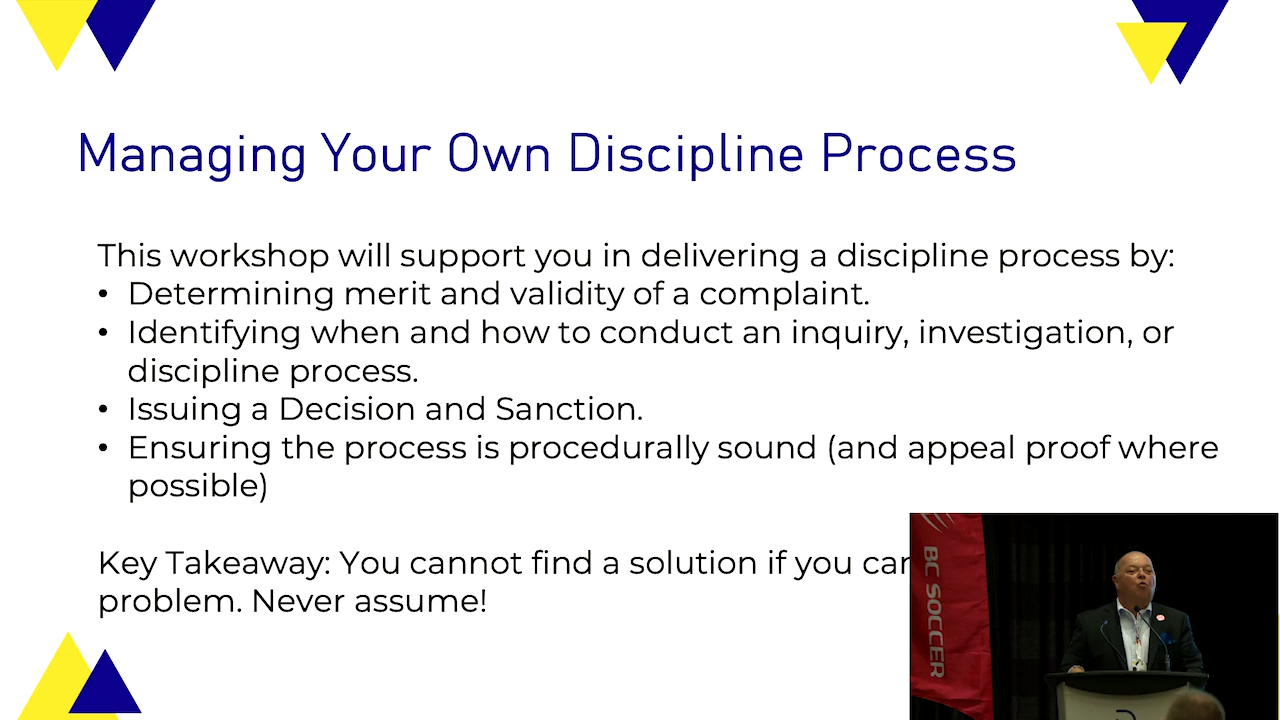 Managing Your Own Discipline Process
This workshop will support you in delivering a discipline process by:
• Determining merit and validity of a complaint.
• Identifying when and how to conduct an inquiry, investigation, or
discipline process.
• Issuing a Decision and Sanction.
• Ensuring the process is procedurally sound (and appeal proof where
possible)
Key Takeaway: You cannot find a solution if you
problem. Never assume!
BC SOCCER